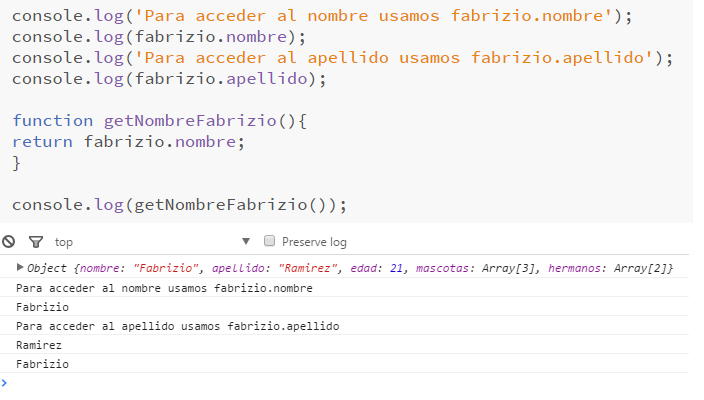 console.log('Para acceder al nombre usamos fabrizio.nombre');
console.log(fabrizio.nombre);
console.log('Para acceder al apellido usamos fabrizio.apellido');
console.log(fabrizio.apellido);
function getNombreFabrizio(){
return fabrizio.nombre;
}
console.log(getNombreFabrizio());
top Preserve log
Object {nombre: "Fabrizio", apellido: "Ramirez", edad: 21, mascotas: Array[3], hermanos: Array[2]}
Para acceder al nombre usamos fabrizio.nombre
Fabrizio
Para acceder al apellido usamos fabrizio.apellido
Ramirez
Fabrizio
>